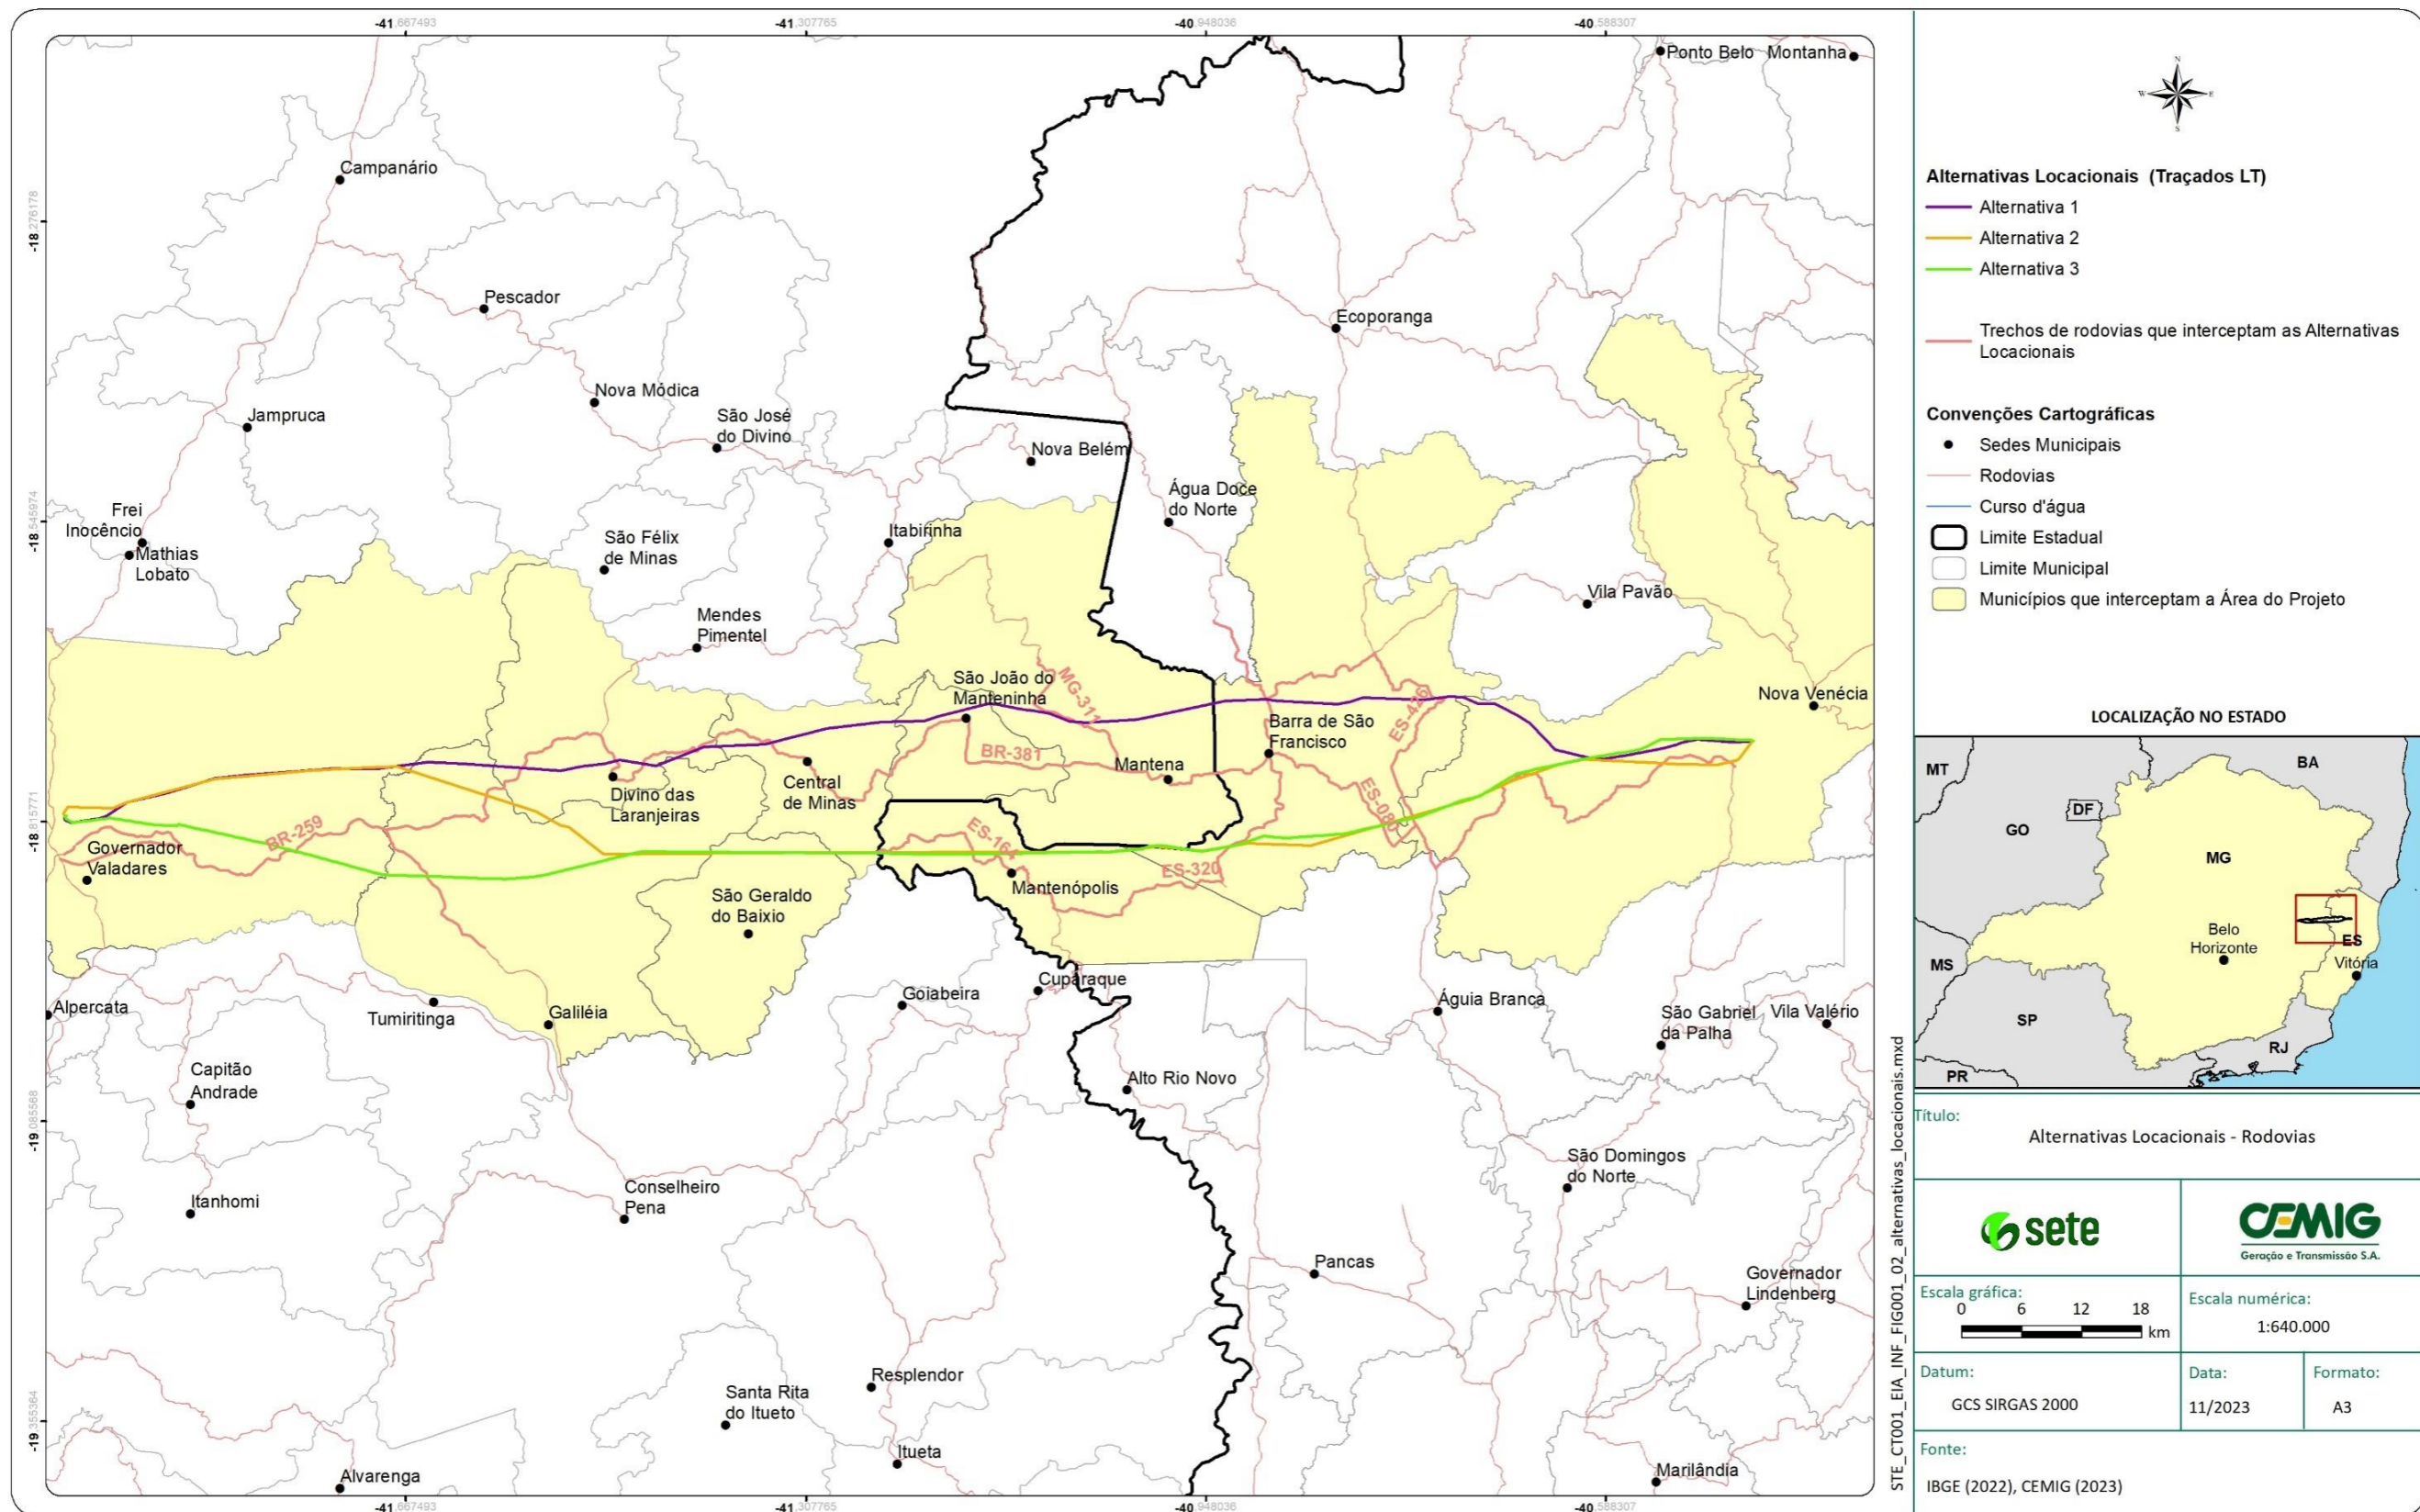 -41.667493
-41.307765
-40.948036
-40.588307
Ponto Belo
Montanha
Campanário
-18.276178
Pescador
Ecoporanga
Nova Módica
Jampruca
São José
do Divino
Nova Belém
Água Doce
do Norte
-18.545974
Frei
Inocêncio
Mathias
Lobato
São Félix
de Minas
Itabirinha
Vila Pavão
Mendes
Pimentel
São João do
Manteninha
MG-311
Nova Venécia
ES-426
Barra de São
Francisco
BR-381
Mantena
Central
de Minas
Divino das
Laranjeiras
ES-080
-18.815771
BR-259
ES-164
Governador
Valadares
ES-320
Mantenópolis
São Geraldo
do Baixio
Cuparaque
Goiabeira
Águia Branca
Alpercata
Tumiritinga
Galiléia
São Gabriel
da Palha
Vila Valério
Capitão
Andrade
Alto Rio Novo
-19.085568
São Domingos
do Norte
Itanhomi
Conselheiro
Pena
Pancas
Governador
Lindenberg
Resplendor
Santa Rita
do Itueto
-19.355364
Itueta
Alvarenga
Marilândia
-41.667493
-41.307765
-40.948036
-40.588307
STE_CT001_EIA_INF_FIG001_02_alternativas_locacionais.mxd
N
W
E
S
Alternativas Locacionais (Traçados LT)
Alternativa 1
Alternativa 2
Alternativa 3
Trechos de rodovias que interceptam as Alternativas
Locacionais
Convenções Cartográficas
Sedes Municipais
Rodovias
Curso d'água
Limite Estadual
Limite Municipal
Municípios que interceptam a Área do Projeto
LOCALIZAÇÃO NO ESTADO
MT
BA
DF
GO
MG
Belo
Horizonte
ES
MS
Vitória
SP
RJ
PR
Título:
Alternativas Locacionais - Rodovias
sete
CEMIG
Geração e Transmissão S.A.
Escala gráfica:
0 6 12 18
km
Escala numérica:
1:640.000
Datum:
GCS SIRGAS 2000
Data:
11/2023
Formato:
A3
Fonte:
IBGE (2022), CEMIG (2023)